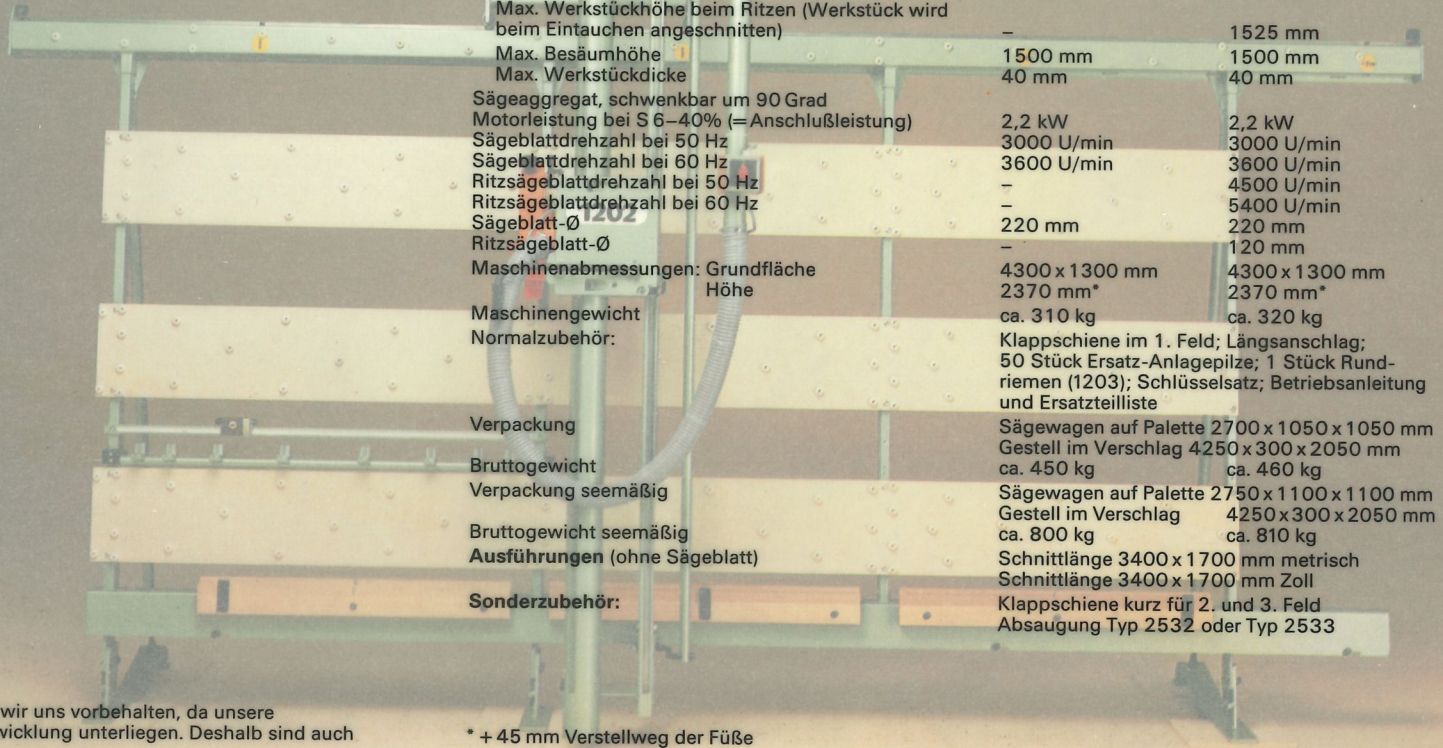 Max. Werkstückhöhe beim Ritzen (Werkstück wird
beim Eintauchen angeschnitten) – 1525 mm
Max. Besäumhöhe 1500 mm 1500 mm
Max. Werkstückdicke 40 mm 40 mm
Sägeaggregat, schwenkbar um 90 Grad
Motorleistung bei S 6–40% (= Anschlußleistung) 2,2 kW 2,2 kW
Sägeblattdrehzahl bei 50 Hz 3000 U/min 3000 U/min
Sägeblattdrehzahl bei 60 Hz 3600 U/min 3600 U/min
Ritzsägeblattdrehzahl bei 50 Hz – 4500 U/min
Ritzsägeblattdrehzahl bei 60 Hz – 5400 U/min
1202
Sägeblatt-Ø 220 mm 220 mm
Ritzsägeblatt-Ø – 120 mm
Maschinenabmessungen: Grundfläche 4300 x 1300 mm 4300 x 1300 mm
Höhe 2370 mm* 2370 mm*
Maschinengewicht ca. 310 kg ca. 320 kg
Normalzubehör: Klappschiene im 1. Feld; Längsanschlag;
50 Stück Ersatz-Anlagepilze; 1 Stück Rund-
riemen (1203); Schlüsselsatz; Betriebsanleitung
und Ersatzteilliste
Verpackung Sägewagen auf Palette 2700 x 1050 x 1050 mm
Gestell im Verschlag 4250 x 300 x 2050 mm
Bruttogewicht ca. 450 kg ca. 460 kg
Verpackung seemäßig Sägewagen auf Palette 2750 x 1100 x 1100 mm
Gestell im Verschlag 4250 x 300 x 2050 mm
Bruttogewicht seemäßig ca. 800 kg ca. 810 kg
Ausführungen (ohne Sägeblatt) Schnittlänge 3400 x 1700 mm metrisch
Schnittlänge 3400 x 1700 mm Zoll
Sonderzubehör: Klappschiene kurz für 2. und 3. Feld
Absaugung Typ 2532 oder Typ 2533
wir uns vorbehalten, da unsere
wicklung unterliegen. Deshalb sind auch
* + 45 mm Verstellweg der Füße